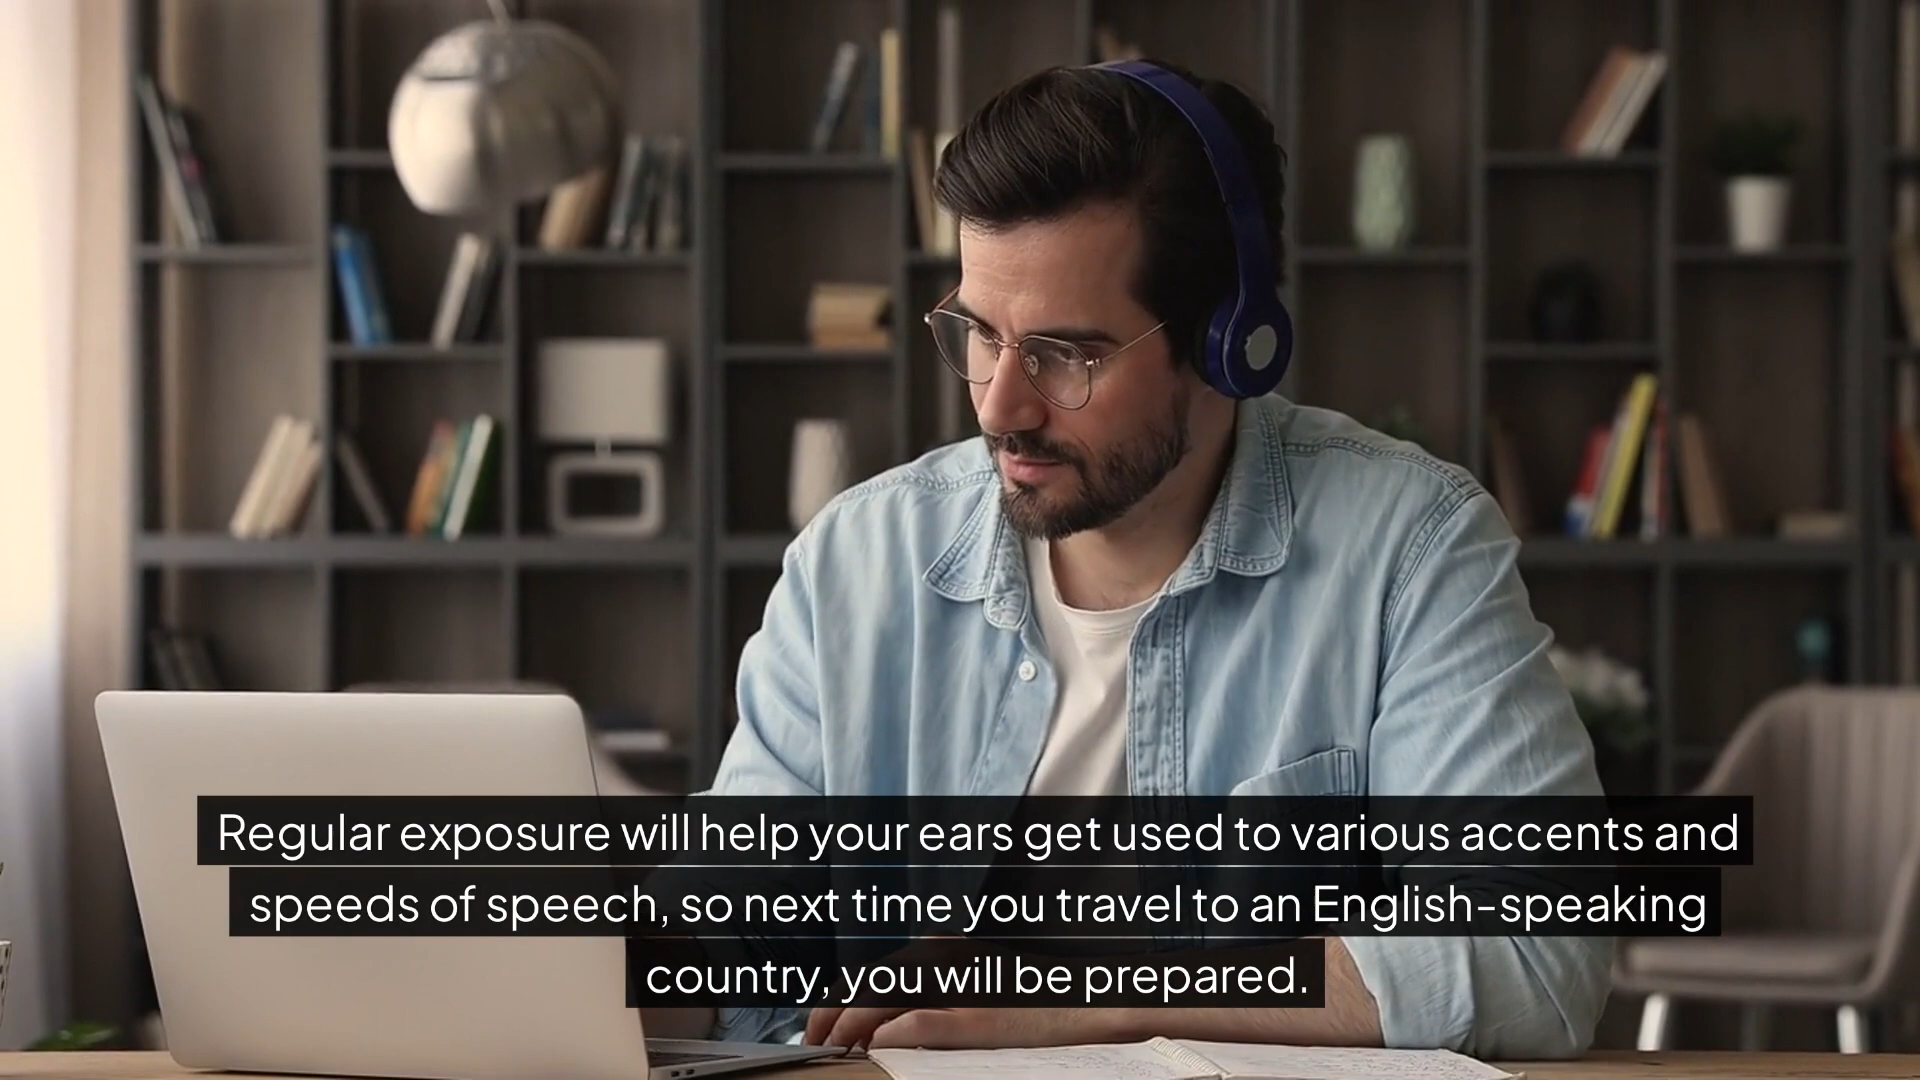 Regular exposure will help your ears get used to various accents and
speeds of speech, so next time you travel to an English-speaking
country, you will be prepared.